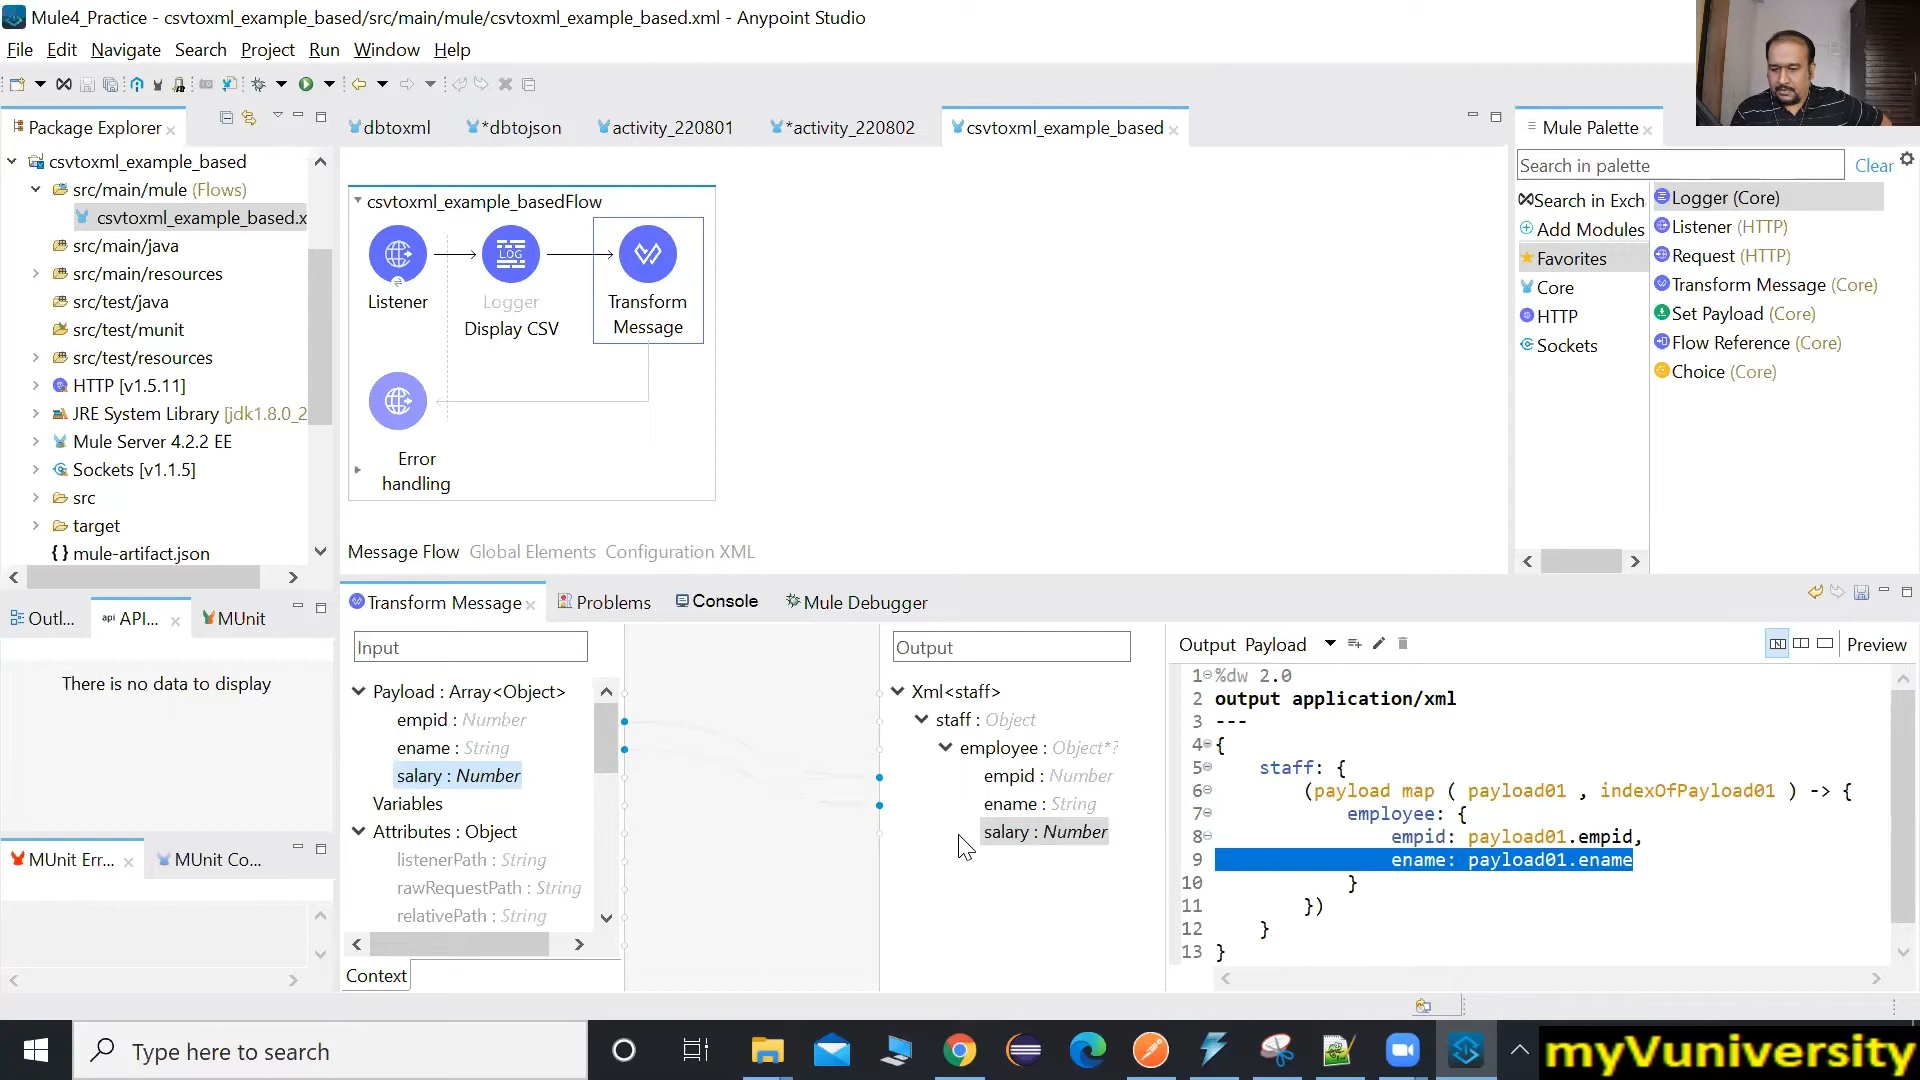 Mule4_Practice - csvtoxml_example_based/src/main/mule/csvtoxml_example_based.xml - Anypoint Studio
File Edit Navigate Search Project Run Window Help
Package Explorer
csvtoxml_example_based
src/main/mule (Flows)
csvtoxml_example_based.x
src/main/java
src/main/resources
src/test/java
src/test/munit
src/test/resources
HTTP [v1.5.11]
JRE System Library [jdk1.8.0_2
Mule Server 4.2.2 EE
Sockets [v1.1.5]
src
target
mule-artifact.json
dbtoxml *dbtojson activity_220801 *activity_220802 csvtoxml_example_based
csvtoxml_example_basedFlow
LOG
Listener
Logger
Display CSV
Transform
Message
Error
handling
Message Flow Global Elements Configuration XML
Mule Palette
Search in palette Clear
Search in Exch
Add Modules
Favorites
Core
HTTP
Sockets
Logger (Core)
Listener (HTTP)
Request (HTTP)
Transform Message (Core)
Set Payload (Core)
Flow Reference (Core)
Choice (Core)
Outl... api API... MUnit
There is no data to display
MUnit Err... MUnit Co...
Transform Message Problems Console Mule Debugger
Input
Payload : Array<Object>
empid : Number
ename : String
salary : Number
Variables
Attributes : Object
listenerPath : String
rawRequestPath : String
relativePath : String
Context
Output
Xml<staff>
staff : Object
employee : Object*?
empid : Number
ename : String
salary : Number
Output Payload Preview
1 %dw 2.0
2 output application/xml
3 ---
4 {
5 staff: {
6 (payload map ( payload01 , indexOfPayload01 ) -> {
7 employee: {
8 empid: payload01.empid,
9 ename: payload01.ename
10 }
11 })
12 }
13 }
Type here to search
myVuniversity